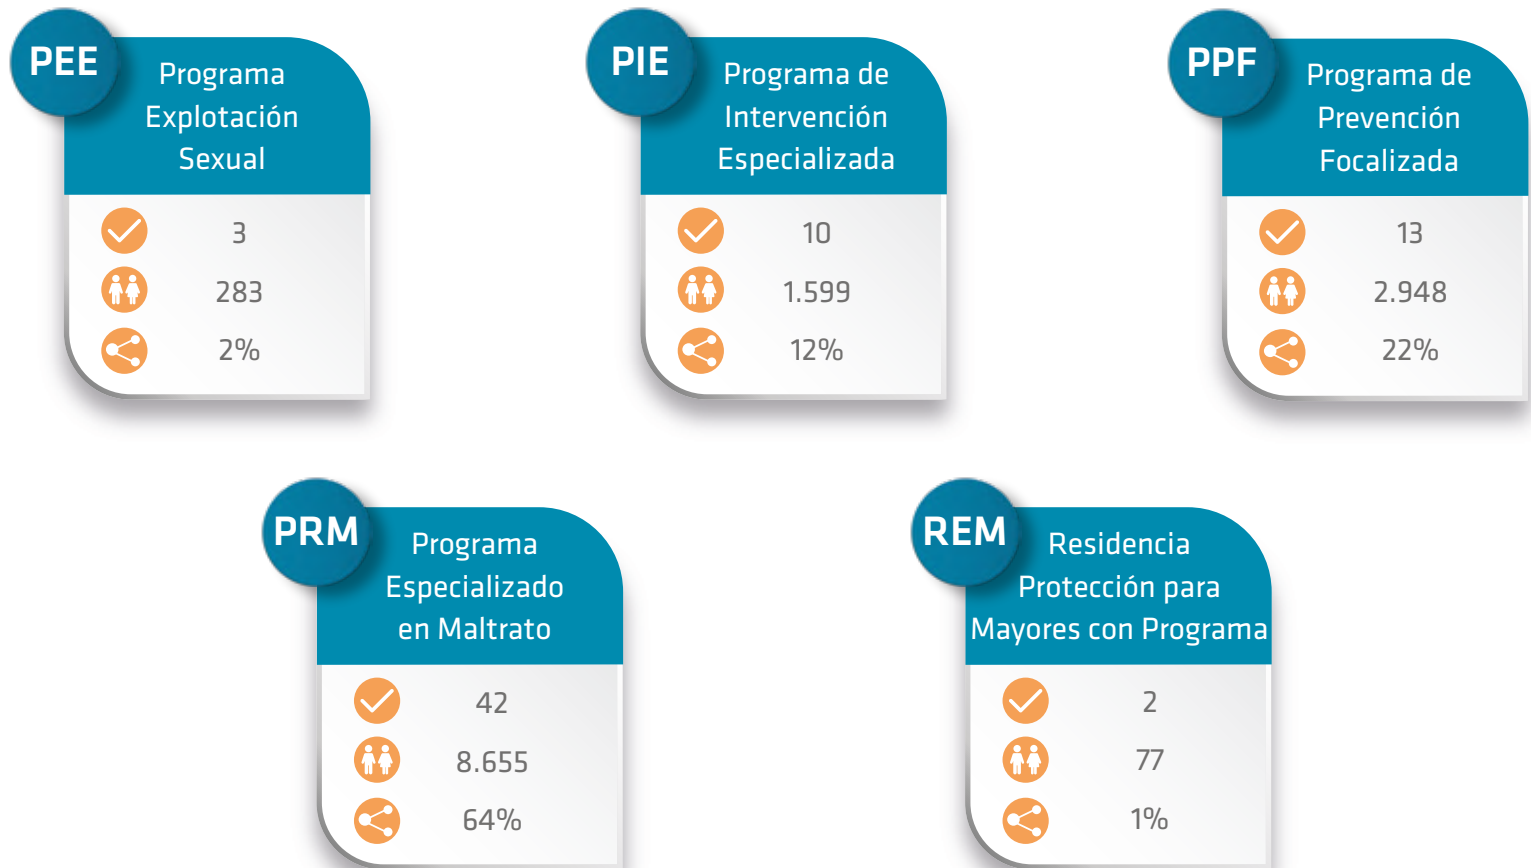 PEE
Programa
Explotación
Sexual
3
283
2%
PIE
Programa de
Intervención
Especializada
10
1.599
12%
PPF
Programa de
Prevención
Focalizada
13
2.948
22%
PRM
Programa
Especializado
en Maltrato
42
8.655
64%
REM
Residencia
Protección para
Mayores con Programa
2
77
1%